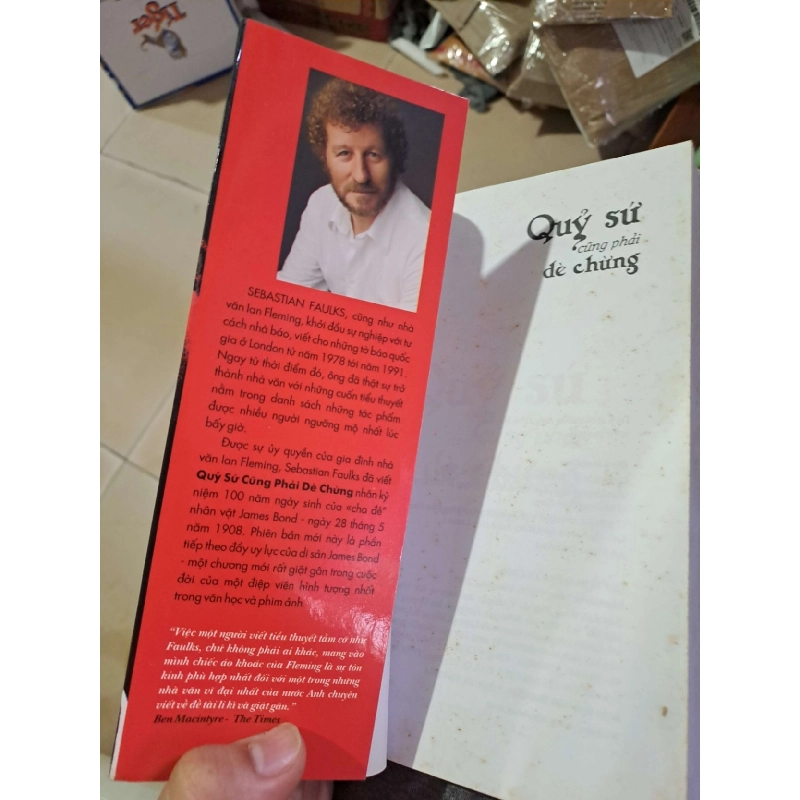 Tiger
SEBASTIAN FAULKS, cũng như nhà
văn Ian Fleming, khởi đầu sự nghiệp với tư
cách nhà báo, viết cho những tờ báo quốc
gia ở London từ năm 1978 tới năm 1991.
Ngay từ thời điểm đó, ông đã thật sự trở
thành nhà văn với những cuốn tiểu thuyết
nằm trong danh sách những tác phẩm
được nhiều người ngưỡng mộ nhất lúc
bấy giờ.
Được sự ủy quyền của gia đình nhà
văn Ian Fleming, Sebastian Faulks đã viết
Quỷ Sứ Cũng Phải Dè Chừng nhân kỷ
niệm 100 năm ngày sinh của «cha đẻ"
nhân vật James Bond - ngày 28 tháng 5
năm 1908. Phiên bản mới này là phần
tiếp theo đầy uy lực của di sản James Bond
- một chương mới rất giật gân trong cuộc
đời của một điệp viên hình tượng nhất
trong văn học và phim ảnh
"Việc một người viết tiểu thuyết tầm cỡ như
Faulks, chứ không phải ai khác, mang vào
mình chiếc áo khoác của Fleming là sự tôn
kính phù hợp nhất đối với một trong những
nhà văn vĩ đại nhất của nước Anh chuyên
viết về đề tài li kì và giật gân."
Ben Macintyre - The Times
Quỷ sứ
cũng phải
dè chừng